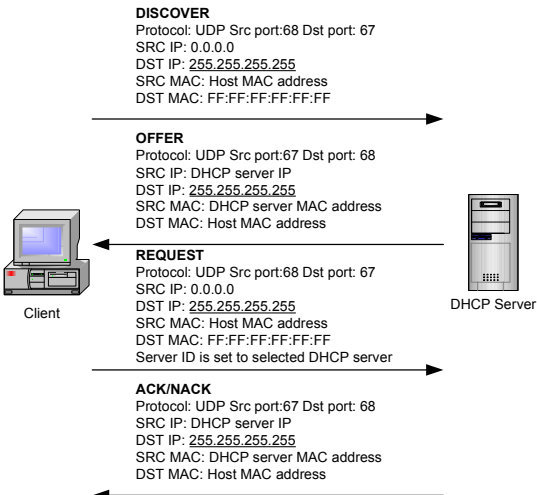 DISCOVER
Protocol: UDP Src port:68 Dst port: 67
SRC IP: 0.0.0.0
DST IP: 255.255.255.255
SRC MAC: Host MAC address
DST MAC: FF:FF:FF:FF:FF:FF
OFFER
Protocol: UDP Src port:67 Dst port: 68
SRC IP: DHCP server IP
DST IP: 255.255.255.255
SRC MAC: DHCP server MAC address
DST MAC: Host MAC address
Client
DHCP Server
REQUEST
Protocol: UDP Src port:68 Dst port: 67
SRC IP: 0.0.0.0
DST IP: 255.255.255.255
SRC MAC: Host MAC address
DST MAC: FF:FF:FF:FF:FF:FF
Server ID is set to selected DHCP server
ACK/NACK
Protocol: UDP Src port:67 Dst port: 68
SRC IP: DHCP server IP
DST IP: 255.255.255.255
SRC MAC: DHCP server MAC address
DST MAC: Host MAC address